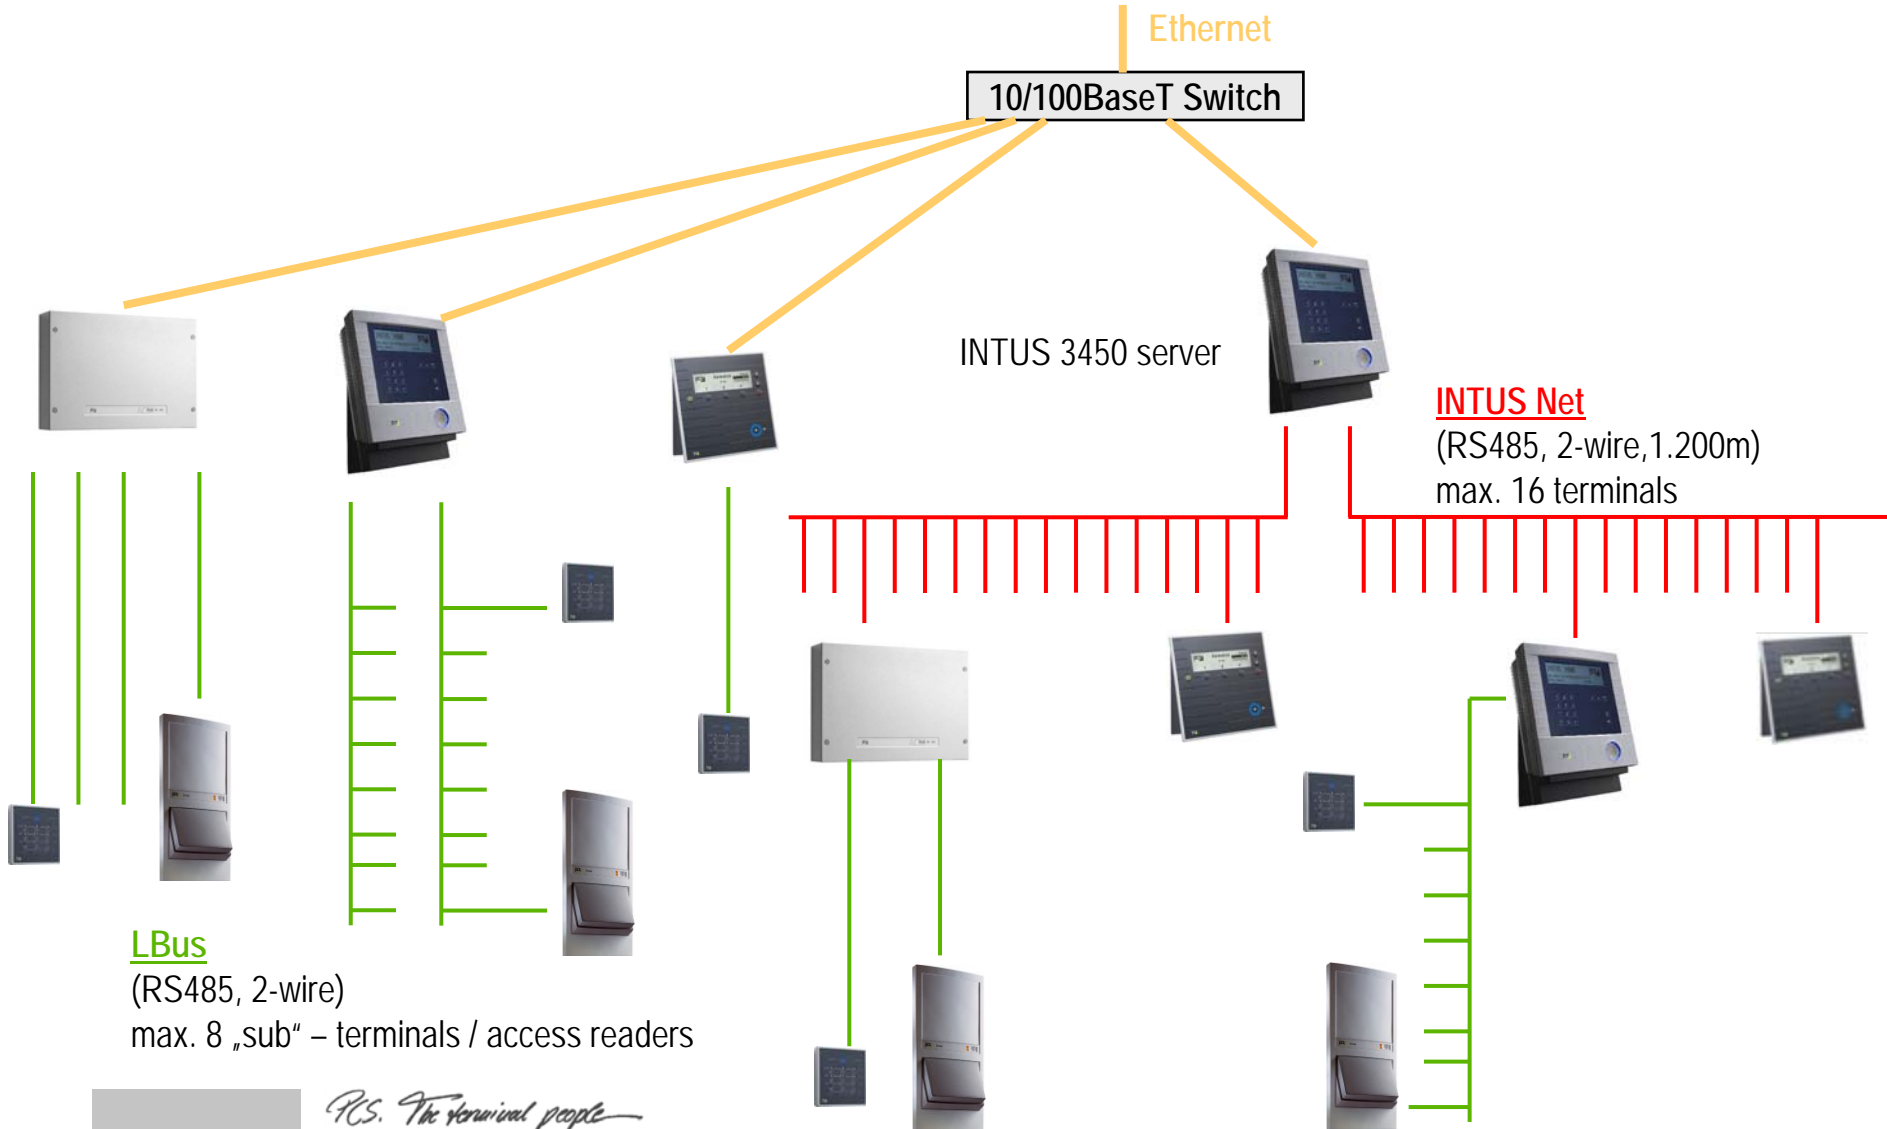 Ethernet
10/100BaseT Switch
INTUS 3450 server
INTUS Net
(RS485, 2-wire,1.200m)
max. 16 terminals
LBus
(RS485, 2-wire)
max. 8 „sub“ – terminals / access readers
PCS. The terminal people